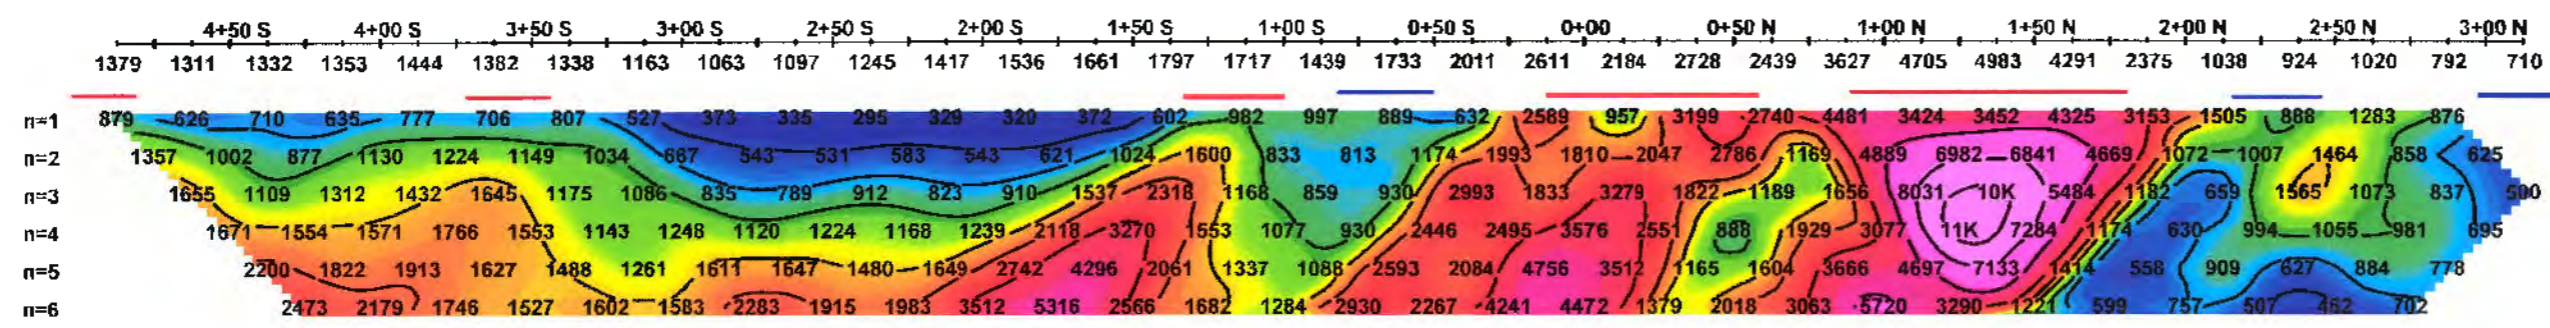 4+50 S 4+00 S 3+50 S 3+00 S 2+50 S 2+00 S 1+50 S 1+00 S 0+50 S 0+00 0+50 N 1+00 N 1+50 N 2+00 N 2+50 N 3+00 N
1379 1311 1332 1353 1444 1382 1338 1163 1063 1097 1245 1417 1536 1661 1797 1717 1439 1733 2011 2611 2184 2728 2439 3627 4705 4983 4291 2375 1038 924 1020 792 710
n=1 879 626 710 635 777 706 807 527 373 335 295 329 320 372 602 982 997 889 632 2589 957 3199 2740 4481 3424 3452 4325 3153 1505 888 1283 876
n=2 1357 1002 877 1130 1224 1149 1034 667 543 531 583 543 621 1024 1600 833 813 1174 1993 1810 2047 2786 1169 4889 6982 6841 4669 1072 1007 1464 858 625
n=3 1655 1109 1312 1432 1645 1175 1086 835 789 912 823 910 1537 2318 1168 859 930 2993 1833 3279 1822 1189 1656 8031 10K 5484 1182 659 1565 1073 837 500
n=4 1671 1554 1571 1766 1553 1143 1248 1120 1224 1168 1239 2118 3270 1553 1077 930 2446 2495 3576 2551 888 1929 3077 11K 7284 1174 630 994 1055 981 695
n=5 2200 1822 1913 1627 1488 1261 1611 1647 1480 1649 2742 4296 2061 1337 1088 2593 2084 4756 3512 1165 1604 3666 4697 7133 1414 558 909 627 884 778
n=6 2473 2179 1746 1527 1602 1583 2283 1915 1983 3512 5316 2566 1682 1284 2930 2267 4241 4472 1379 2018 3063 5720 3290 1221 599 757 507 462 702